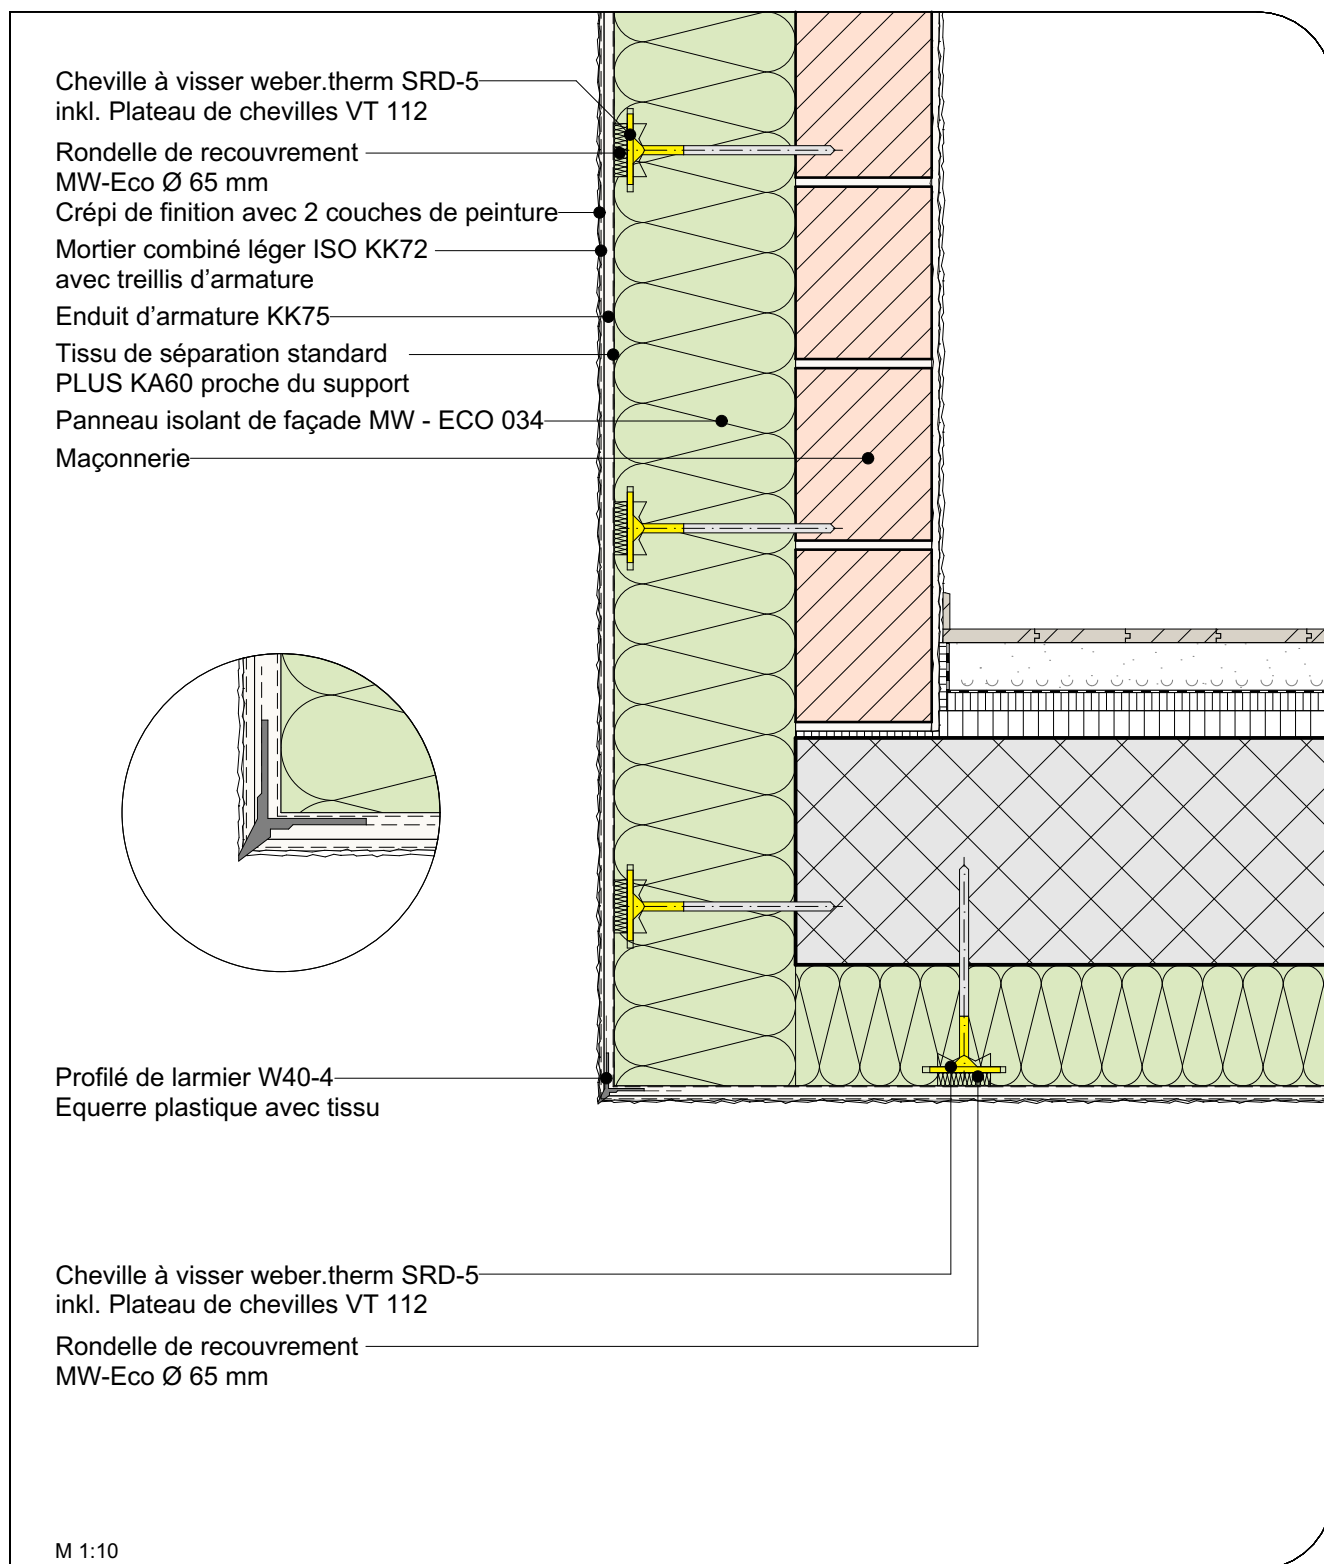 Cheville à visser weber.therm SRD-5
inkl. Plateau de chevilles VT 112
Rondelle de recouvrement
MW-Eco Ø 65 mm
Crépi de finition avec 2 couches de peinture
Mortier combiné léger ISO KK72
avec treillis d’armature
Enduit d’armature KK75
Tissu de séparation standard
PLUS KA60 proche du support
Panneau isolant de façade MW - ECO 034
Maçonnerie
Profilé de larmier W40-4
Equerre plastique avec tissu
Cheville à visser weber.therm SRD-5
inkl. Plateau de chevilles VT 112
Rondelle de recouvrement
MW-Eco Ø 65 mm
M 1:10